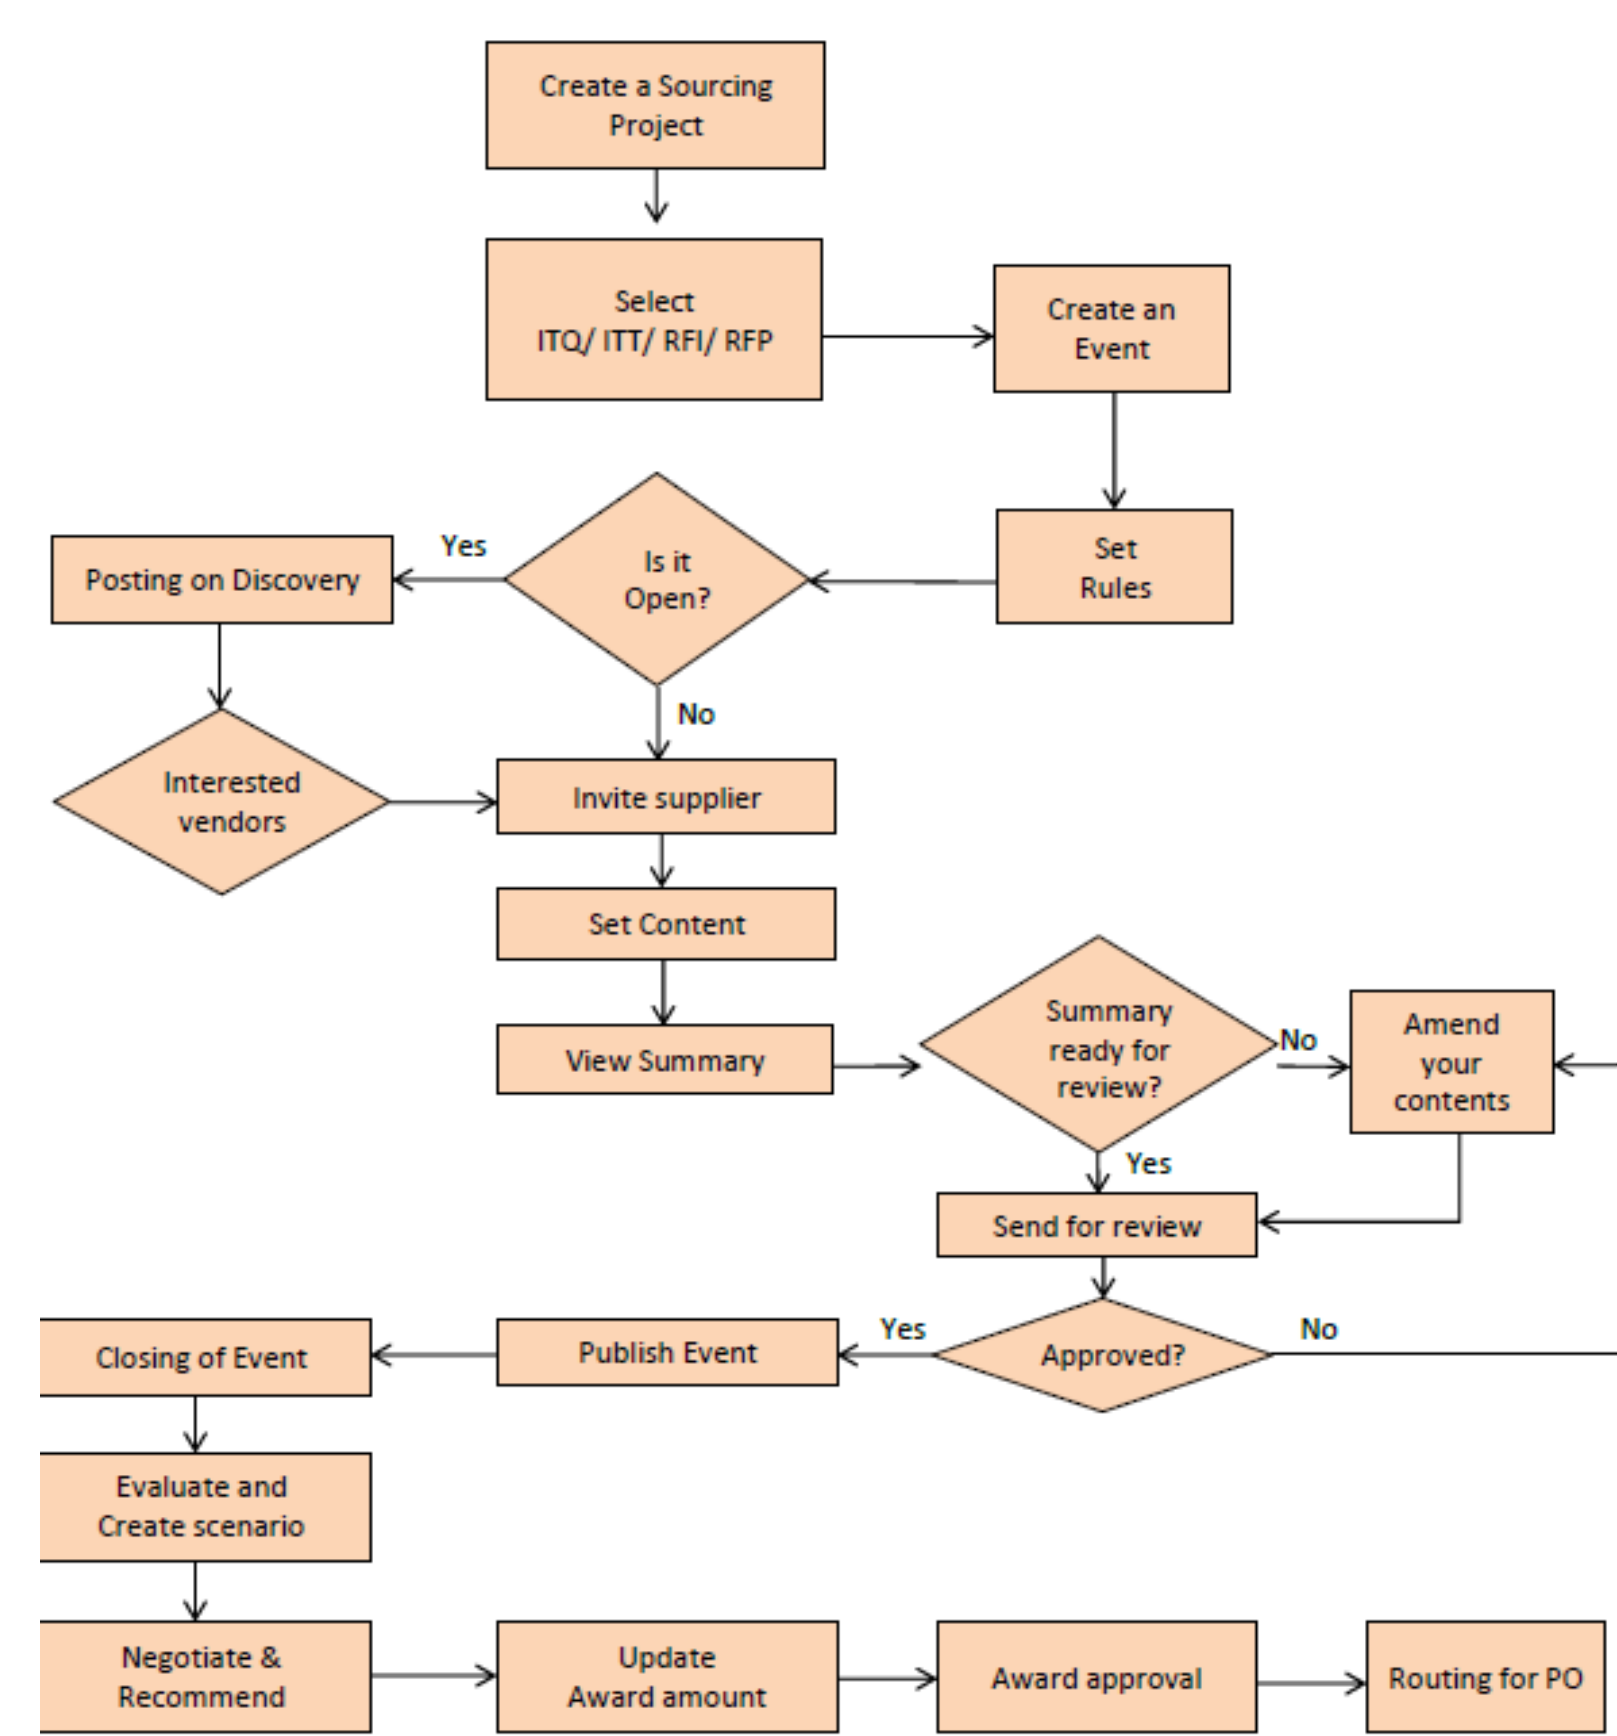 Create a Sourcing
Project
Select
ITQ/ ITT/ RFI/ RFP
Create an
Event
Set
Rules
Is it
Open?
Yes
Posting on Discovery
No
Interested
vendors
Invite supplier
Set Content
View Summary
Summary
ready for
review?
No
Amend
your
contents
Yes
Send for review
Approved?
No
Yes
Publish Event
Closing of Event
Evaluate and
Create scenario
Negotiate &
Recommend
Update
Award amount
Award approval
Routing for PO